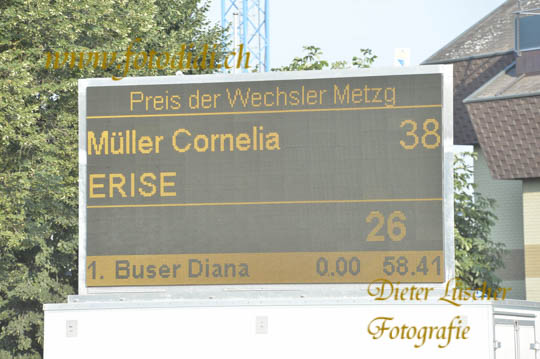 www.fotodidi.ch
Preis der Wechsler Metzg
Müller Cornelia 38
ERISE
26
1. Buser Diana 0.00 58.41
Dieter Lüscher
Fotografie